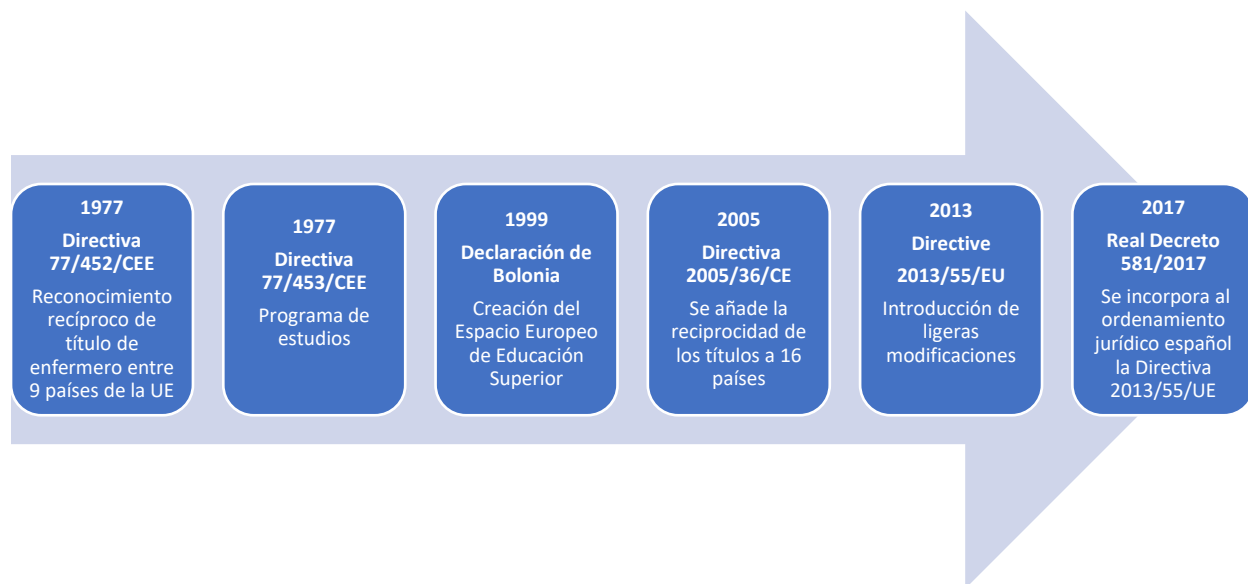 1977
Directiva
77/452/CEE
Reconocimiento
recíproco de
título de
enfermero entre
9 países de la UE
1977
Directiva
77/453/CEE
Programa de
estudios
1999
Declaración de
Bolonia
Creación del
Espacio Europeo
de Educación
Superior
2005
Directiva
2005/36/CE
Se añade la
reciprocidad de
los títulos a 16
países
2013
Directive
2013/55/EU
Introducción de
ligeras
modificaciones
2017
Real Decreto
581/2017
Se incorpora al
ordenamiento
jurídico español
la Directiva
2013/55/UE